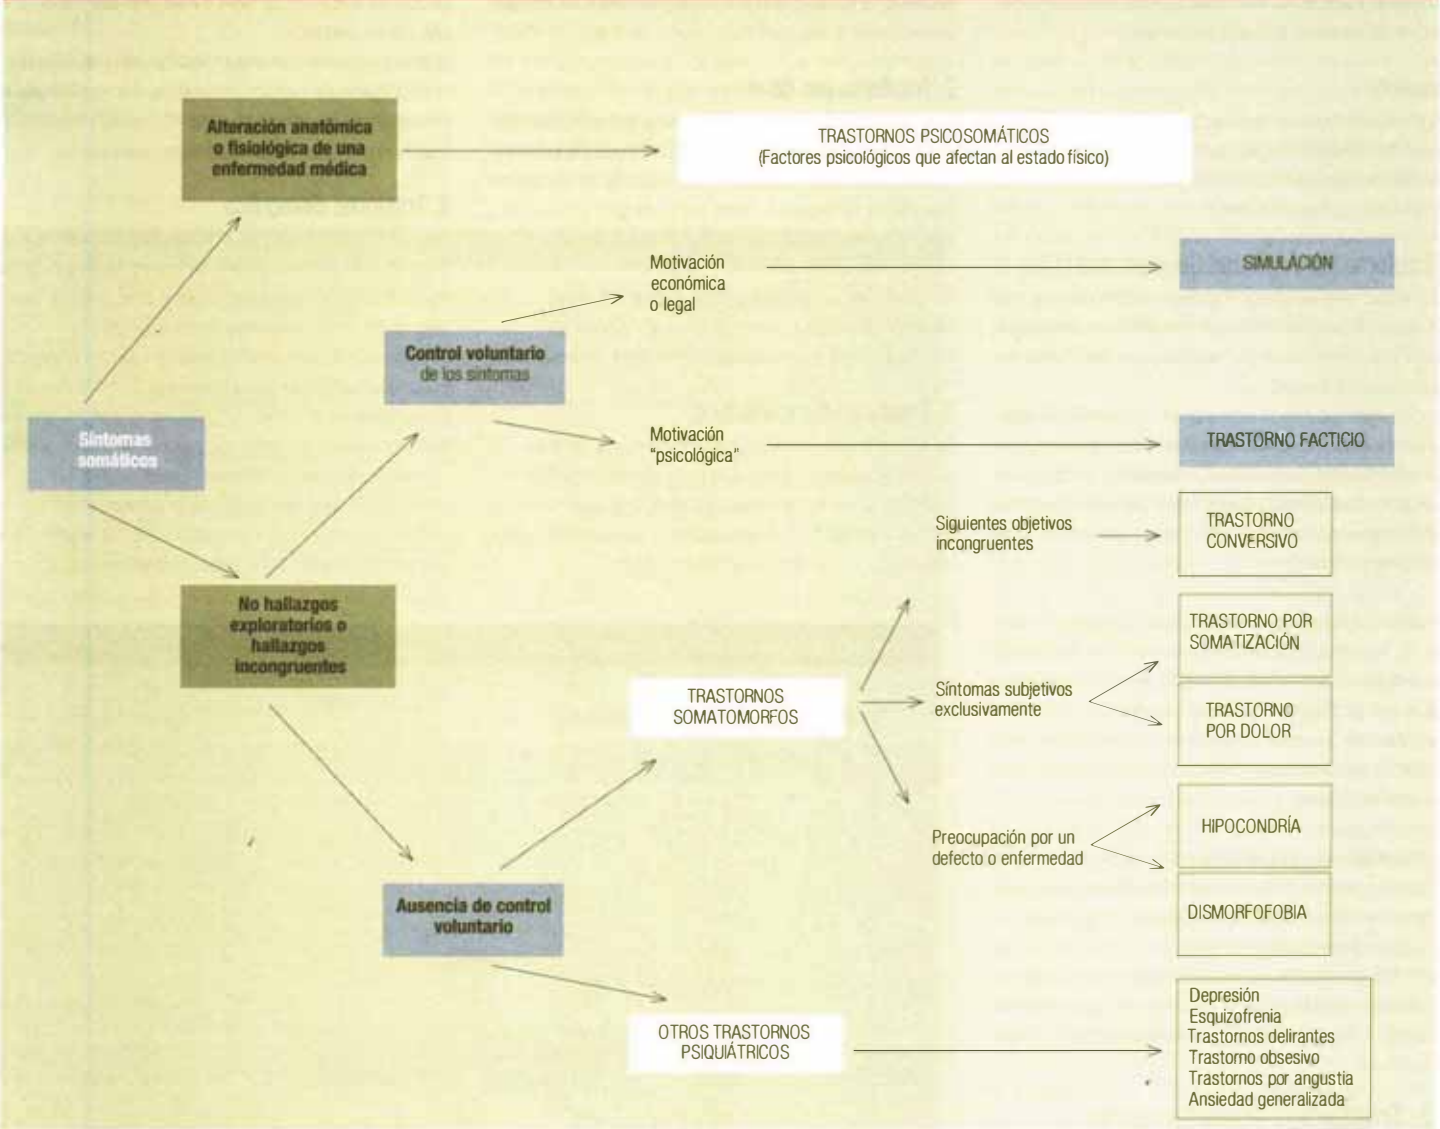 Alteración anatómica
o fisiológica de una
enfermedad médica
TRASTORNOS PSICOSOMÁTICOS
(Factores psicológicos que afectan al estado físico)
Motivación
económica
o legal
SIMULACIÓN
Control voluntario
de los síntomas
Síntomas
somáticos
Motivación
"psicológica"
TRASTORNO FACTICIO
Siguientes objetivos
incongruentes
TRASTORNO
CONVERSIVO
No hallazgos
exploratorios o
hallazgos
incongruentes
TRASTORNO POR
SOMATIZACIÓN
TRASTORNOS
SOMATOMORFOS
Síntomas subjetivos
exclusivamente
TRASTORNO
POR DOLOR
Preocupación por un
defecto o enfermedad
HIPOCONDRÍA
Ausencia de control
voluntario
DISMORFOFOBIA
OTROS TRASTORNOS
PSIQUIÁTRICOS
Depresión
Esquizofrenia
Trastornos delirantes
Trastorno obsesivo
Trastornos por angustia
Ansiedad generalizada